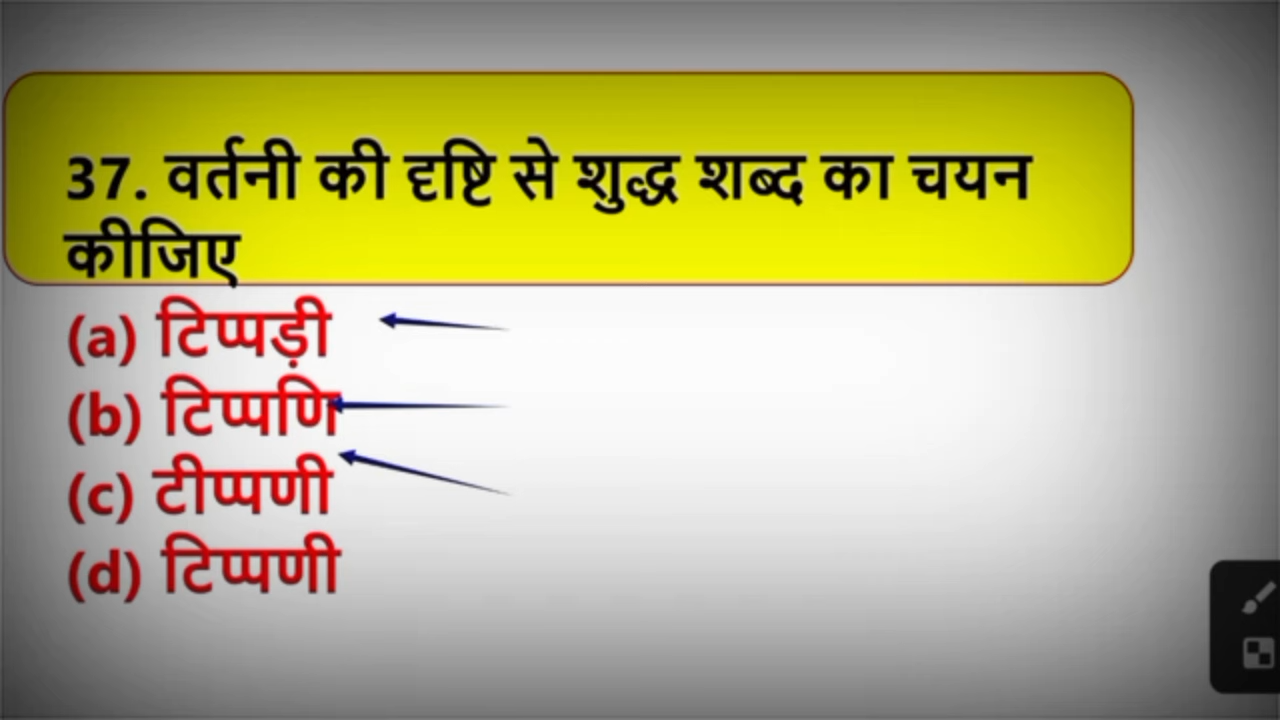 37. वर्तनी की दृष्टि से शुद्ध शब्द का चयन
कीजिए
(a) टिप्पड़ी
(b) टिप्पणि
(c) टीप्पणी
(d) टिप्पणी